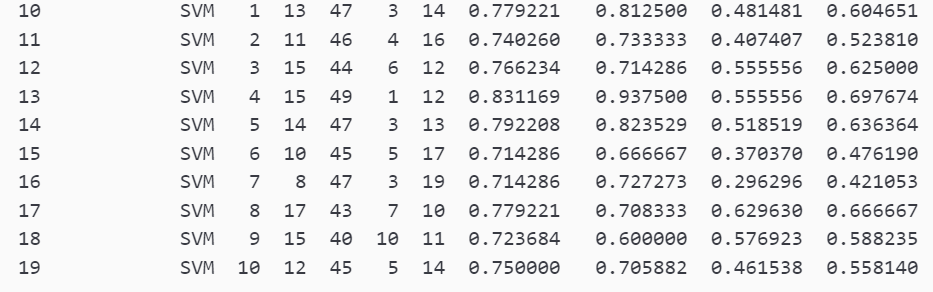 10 SVM 1 13 47 3 14 0.779221 0.812500 0.481481 0.604651
11 SVM 2 11 46 4 16 0.740260 0.733333 0.407407 0.523810
12 SVM 3 15 44 6 12 0.766234 0.714286 0.555556 0.625000
13 SVM 4 15 49 1 12 0.831169 0.937500 0.555556 0.697674
14 SVM 5 14 47 3 13 0.792208 0.823529 0.518519 0.636364
15 SVM 6 10 45 5 17 0.714286 0.666667 0.370370 0.476190
16 SVM 7 8 47 3 19 0.714286 0.727273 0.296296 0.421053
17 SVM 8 17 43 7 10 0.779221 0.708333 0.629630 0.666667
18 SVM 9 15 40 10 11 0.723684 0.600000 0.576923 0.588235
19 SVM 10 12 45 5 14 0.750000 0.705882 0.461538 0.558140